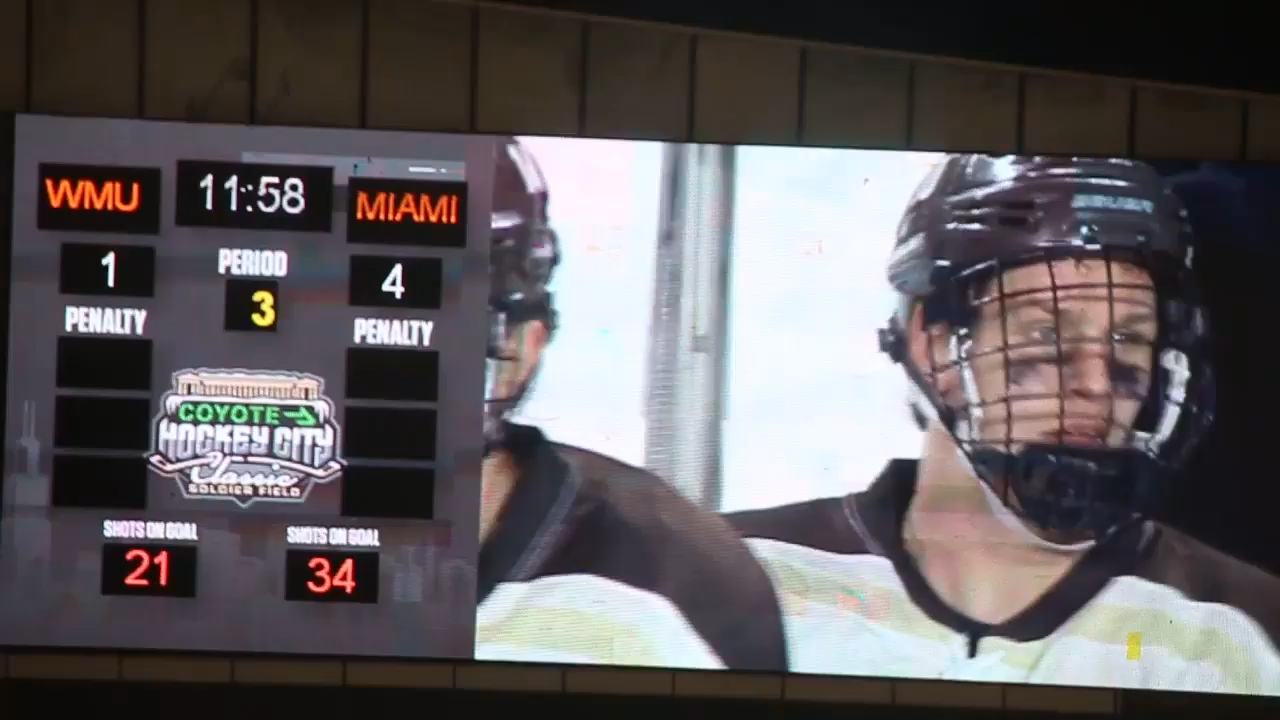 WMU 11:58 MIAMI
1 PERIOD 4
3
PENALTY PENALTY
COYOTE
HOCKEY CITY
Classic
SOLDIER FIELD
SHOTS ON GOAL SHOTS ON GOAL
21 34